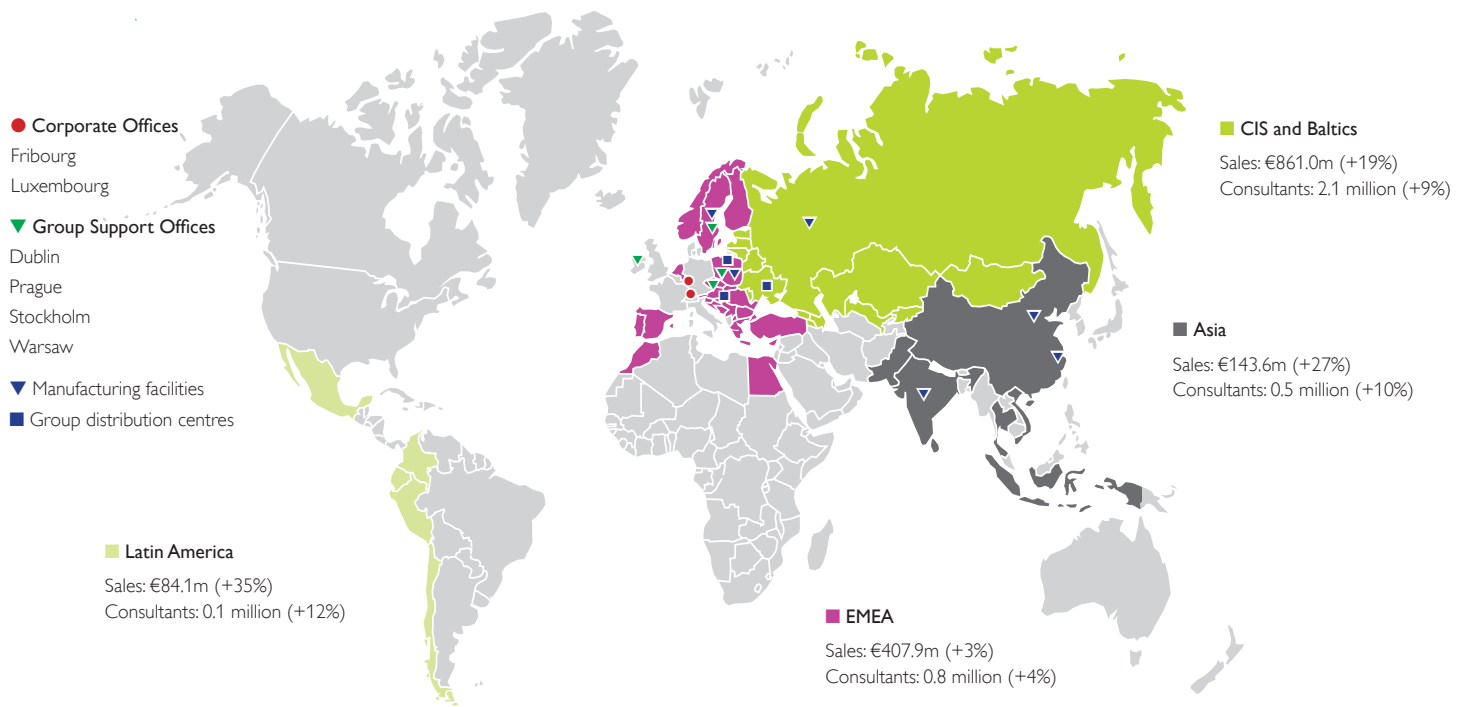 Corporate Offices
Fribourg
Luxembourg
Group Support Offices
Dublin
Prague
Stockholm
Warsaw
Manufacturing facilities
Group distribution centres
CIS and Baltics
Sales: €861.0m (+19%)
Consultants: 2.1 million (+9%)
Asia
Sales: €143.6m (+27%)
Consultants: 0.5 million (+10%)
Latin America
Sales: €84.1m (+35%)
Consultants: 0.1 million (+12%)
EMEA
Sales: €407.9m (+3%)
Consultants: 0.8 million (+4%)